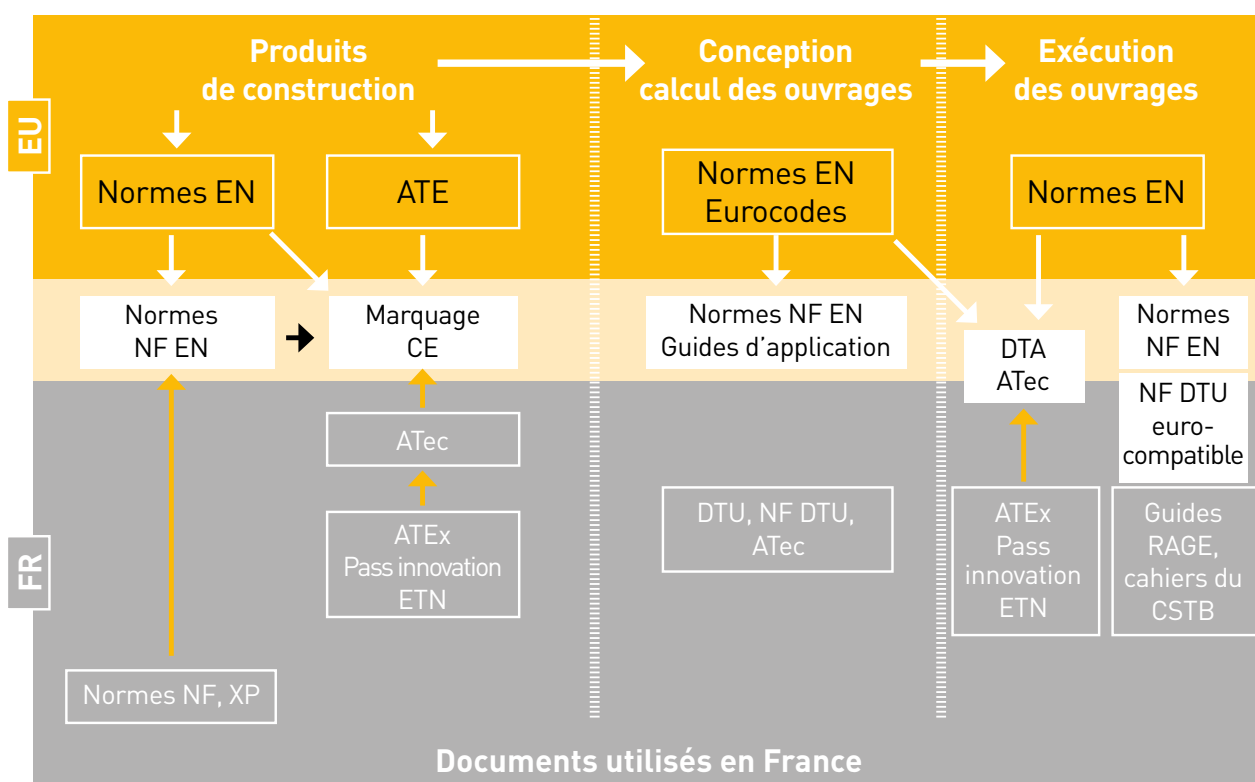 Produits
de construction
Conception
calcul des ouvrages
Exécution
des ouvrages
EU
Normes EN
ATE
Normes EN
Eurocodes
Normes EN
Normes
NF EN
Marquage
CE
Normes NF EN
Guides d'application
DTA
ATec
Normes
NF EN
NF DTU
euro-
compatible
FR
ATec
ATEx
Pass innovation
ETN
DTU, NF DTU,
ATec
ATEx
Pass
innovation
ETN
Guides
RAGE,
cahiers du
CSTB
Normes NF, XP
Documents utilisés en France